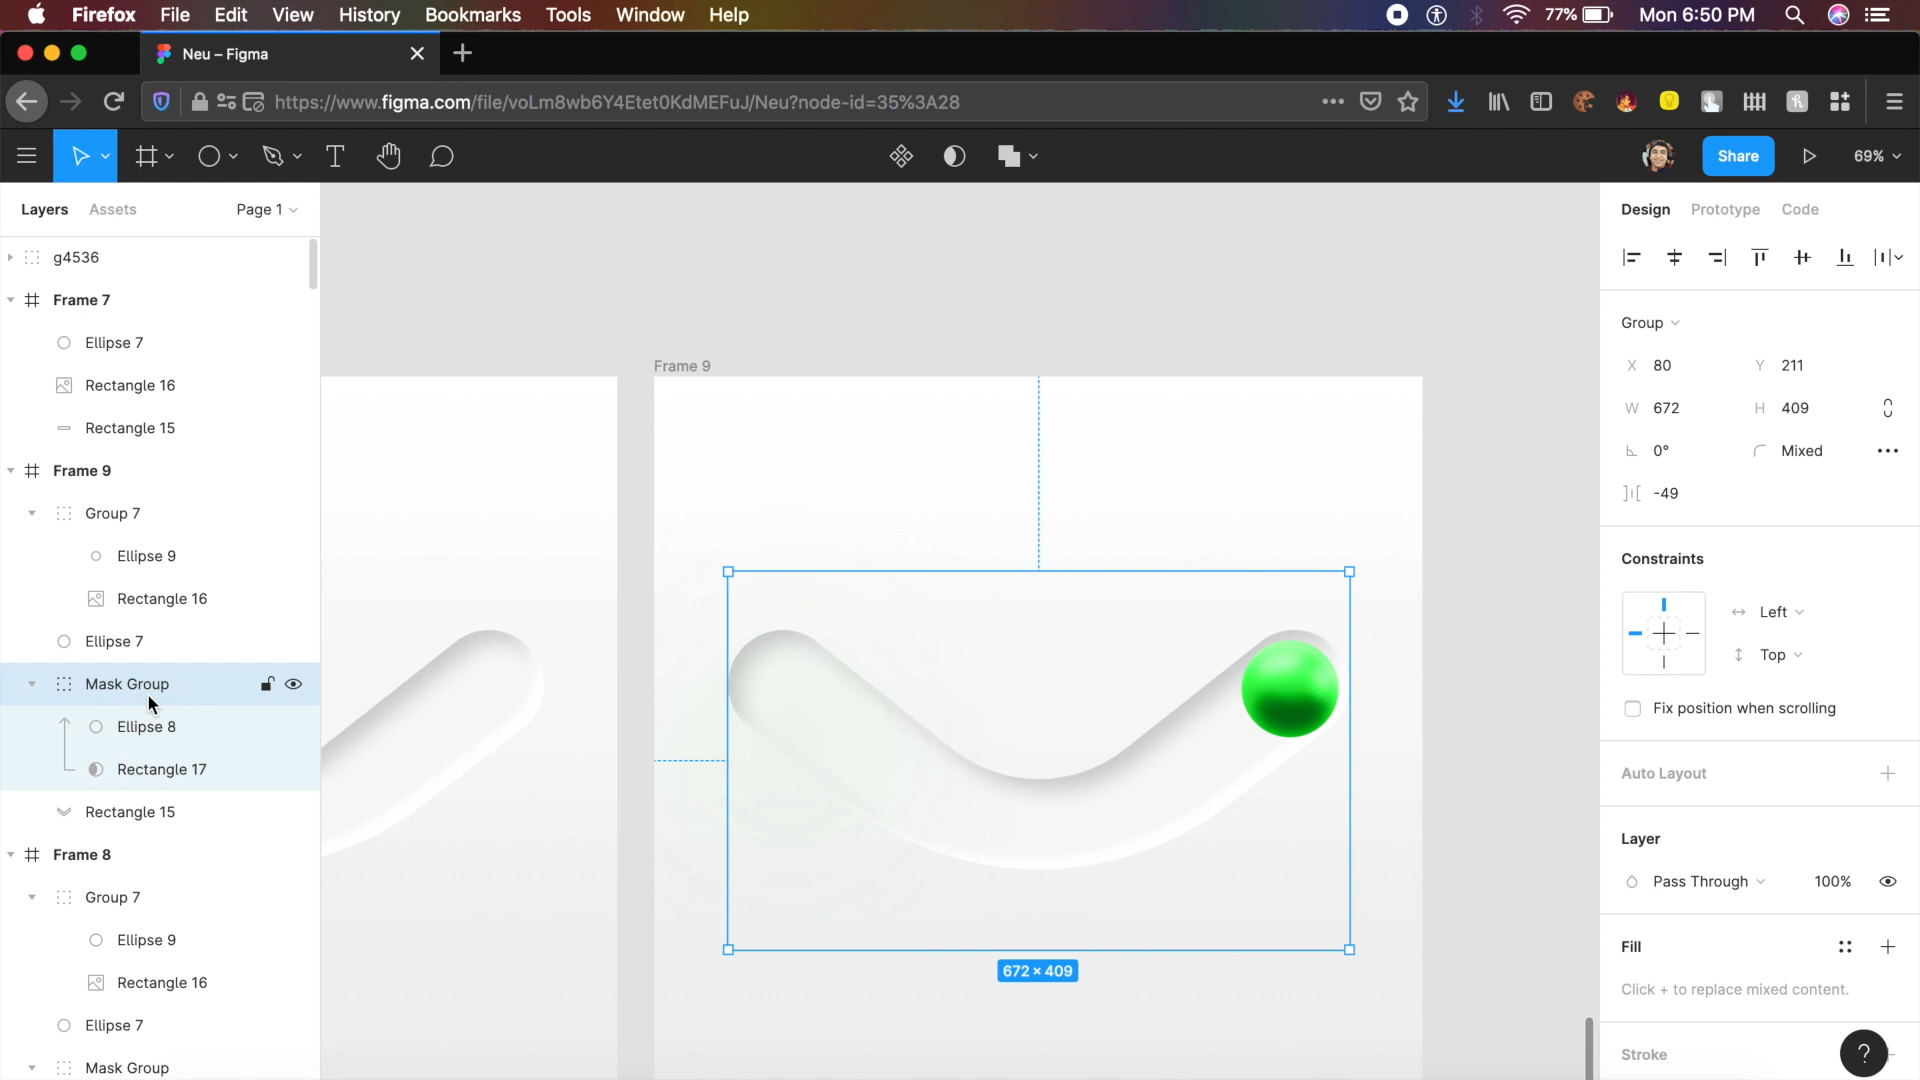 Firefox File Edit View History Bookmarks Tools Window Help
77% Mon 6:50 PM
Neu – Figma
https://www.figma.com/file/voLm8wb6Y4Etet0KdMEFuJ/Neu?node-id=35%3A28
Share
69%
Layers Assets Page 1
g4536
Frame 7
Ellipse 7
Rectangle 16
Rectangle 15
Frame 9
Group 7
Ellipse 9
Rectangle 16
Ellipse 7
Mask Group
Ellipse 8
Rectangle 17
Rectangle 15
Frame 8
Group 7
Ellipse 9
Rectangle 16
Ellipse 7
Mask Group
Frame 9
672 × 409
Design Prototype Code
Group
X 80 Y 211
W 672 H 409
0° Mixed
-49
Constraints
Left
Top
Fix position when scrolling
Auto Layout
Layer
Pass Through 100%
Fill
Click + to replace mixed content.
Stroke
?